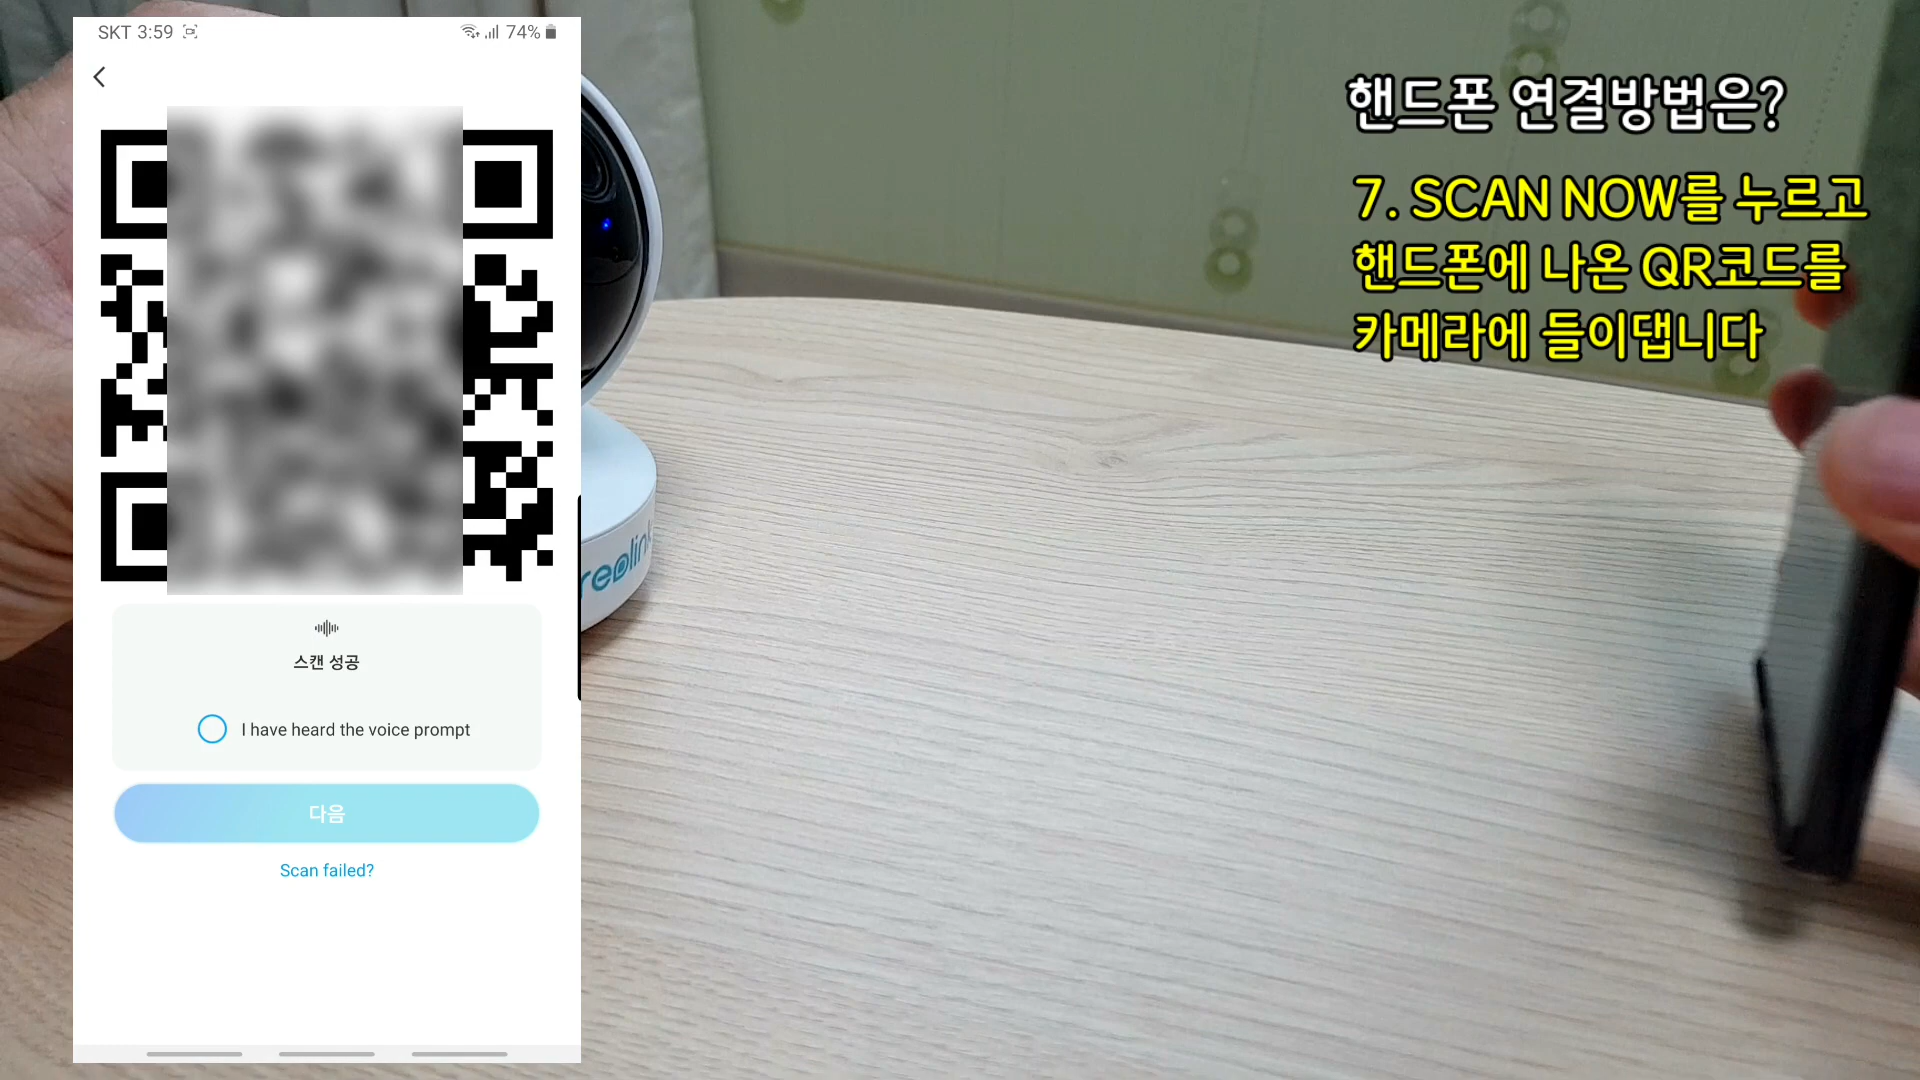 SKT 3:59
74%
핸드폰 연결방법은?
7. SCAN NOW를 누르고
핸드폰에 나온 QR코드를
카메라에 들이댑니다
reolink
스캔 성공
I have heard the voice prompt
다음
Scan failed?